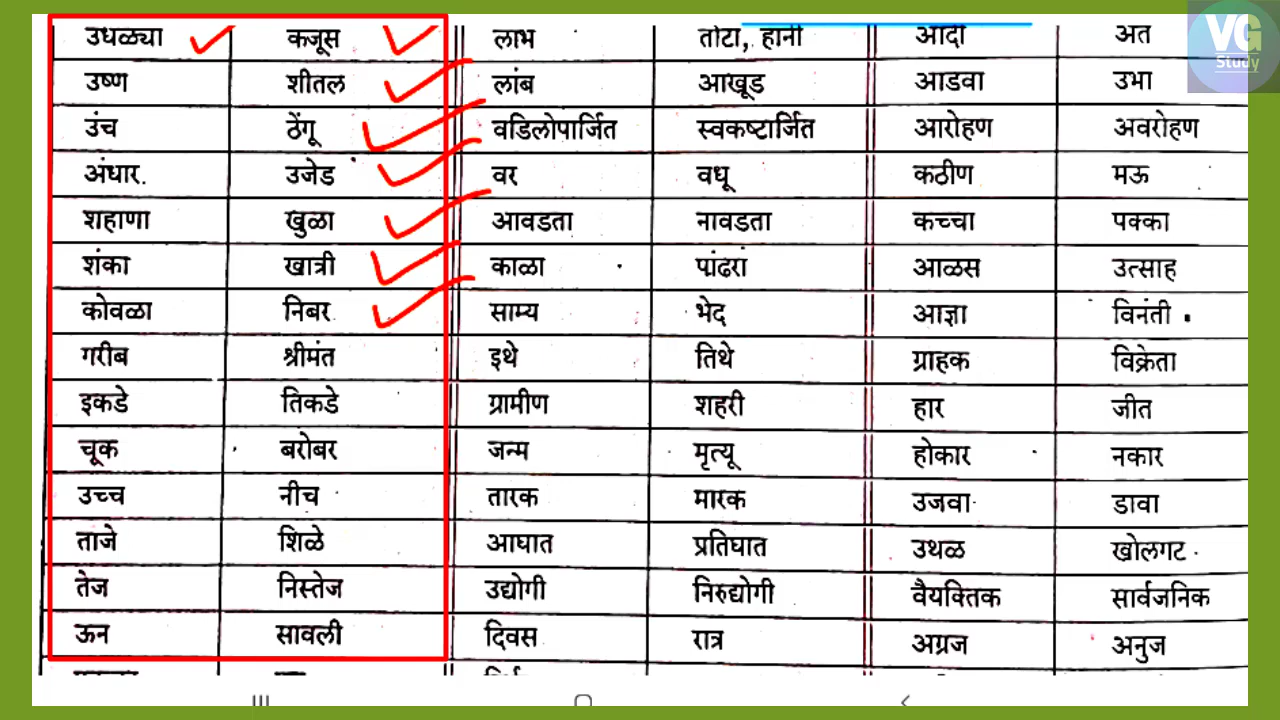 VG
Study
उधळ्या कजूस लाभ तोटा, हानी आदी अत
उष्ण शीतल लांब आखूड आडवा उभा
उंच ठेंगू वडिलोपार्जित स्वकष्टार्जित आरोहण अवरोहण
अंधार उजेड वर वधू कठीण मऊ
शहाणा खुळा आवडता नावडता कच्चा पक्का
शंका खात्री काळा पांढरां आळस उत्साह
कोवळा निबर साम्य भेद आज्ञा विनंती
गरीब श्रीमंत इथे तिथे ग्राहक विक्रेता
इकडे तिकडे ग्रामीण शहरी हार जीत
चूक बरोबर जन्म मृत्यू होकार नकार
उच्च नीच तारक मारक उजवा डावा
ताजे शिळे आघात प्रतिघात उथळ खोलगट
तेज निस्तेज उद्योगी निरुद्योगी वैयक्तिक सार्वजनिक
ऊन सावली दिवस रात्र अग्रज अनुज